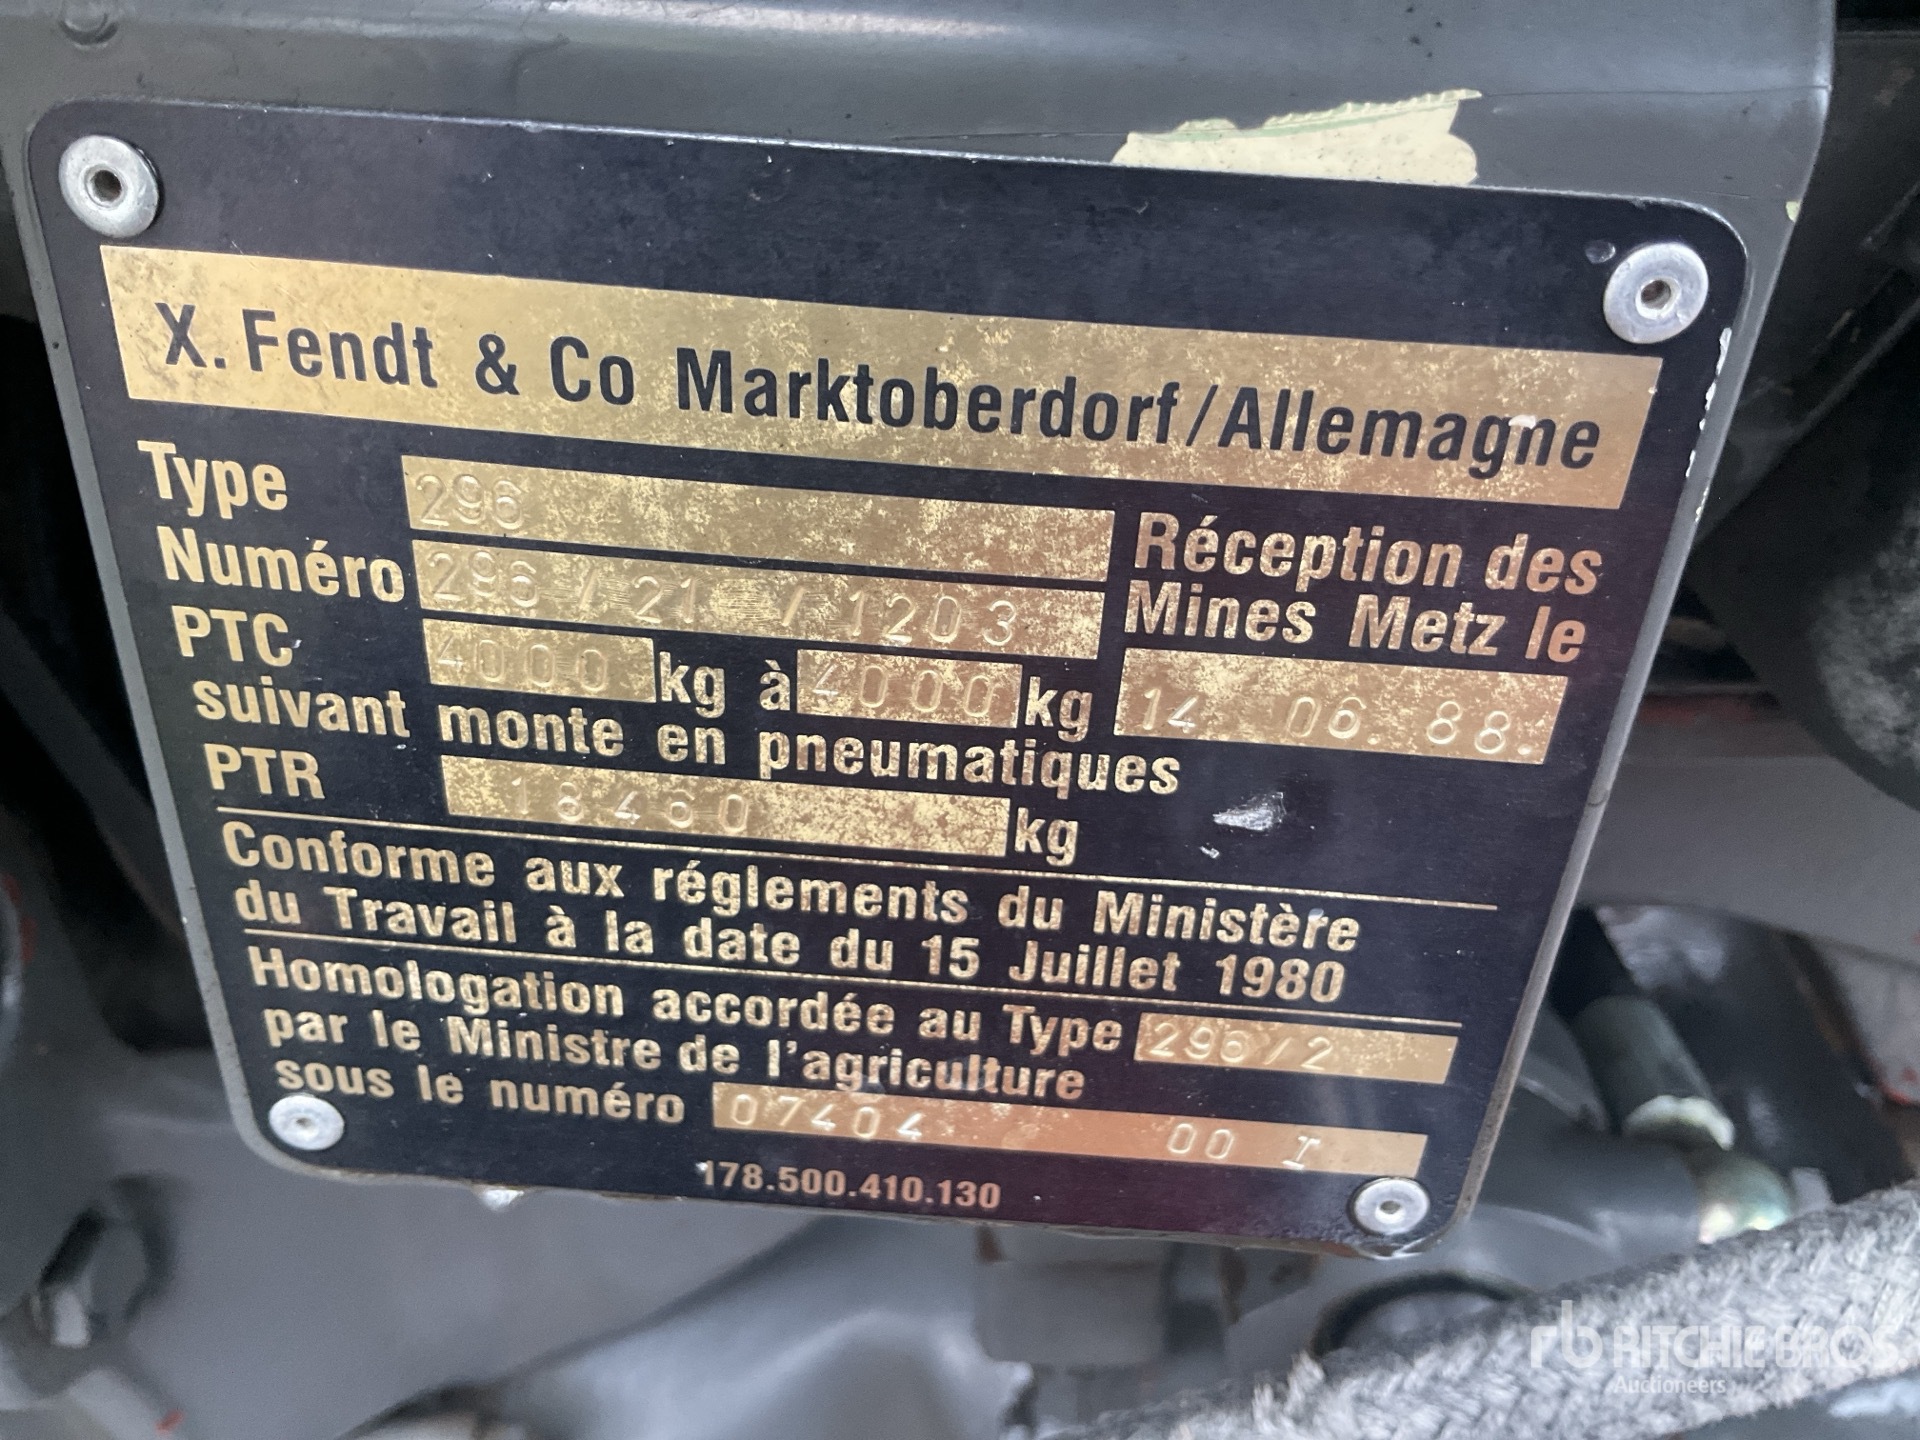 X. Fendt & Co Marktoberdorf/Allemagne
Type 296
Numéro 296 / 21 / 1203
PTC 4000 kg à 4000 kg
suivant monte en pneumatiques
PTR 18460 kg
Réception des
Mines Metz le
14. 06. 88.
Conforme aux réglements du Ministère
du Travail à la date du 15 Juillet 1980
Homologation accordée au Type 296/2
par le Ministre de l'agriculture
sous le numéro 07404 00 I
178.500.410.130
rb RITCHIE BROS
Auctioneers